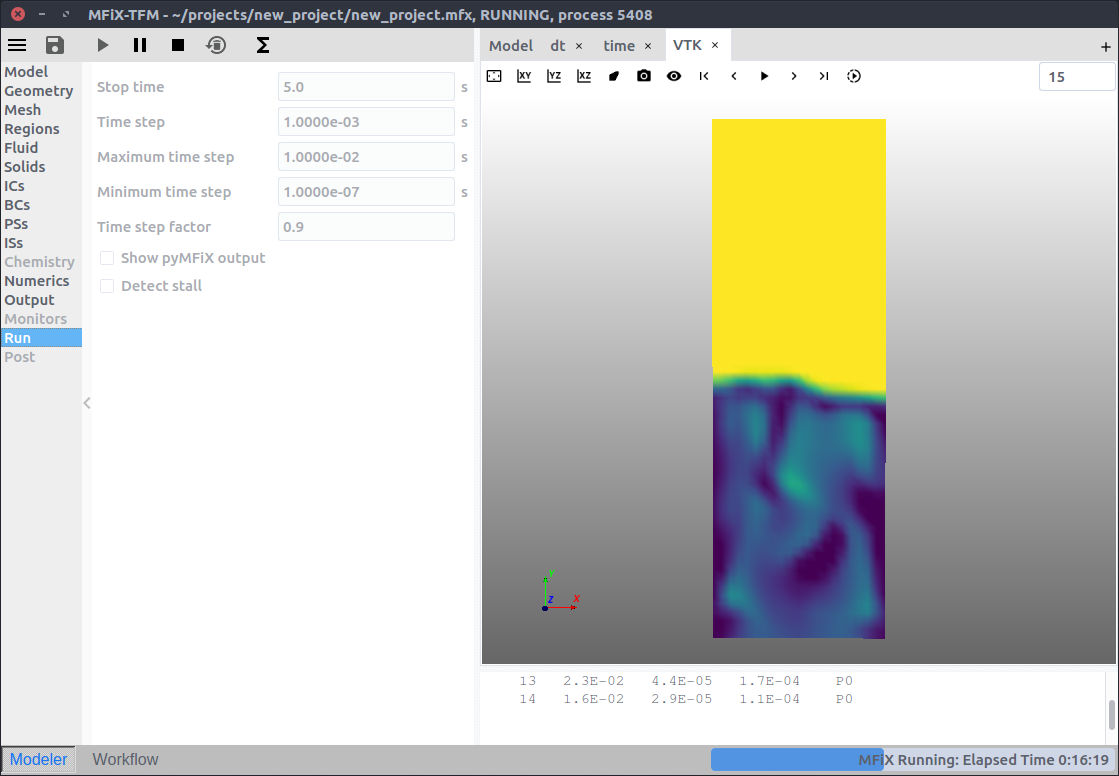 MFiX-TFM - ~/projects/new_project/new_project.mfx, RUNNING, process 5408
Σ
Model
Geometry
Mesh
Regions
Fluid
Solids
ICs
BCs
PSs
ISs
Chemistry
Numerics
Output
Monitors
Run
Post
Stop time 5.0 s
Time step 1.0000e-03 s
Maximum time step 1.0000e-02 s
Minimum time step 1.0000e-07 s
Time step factor 0.9
Show pyMFiX output
Detect stall
Model dt × time × VTK × +
XY YZ XZ 15
Y
Z X
13 2.3E-02 4.4E-05 1.7E-04 P0
14 1.6E-02 2.9E-05 1.1E-04 P0
Modeler Workflow MFiX Running: Elapsed Time 0:16:19